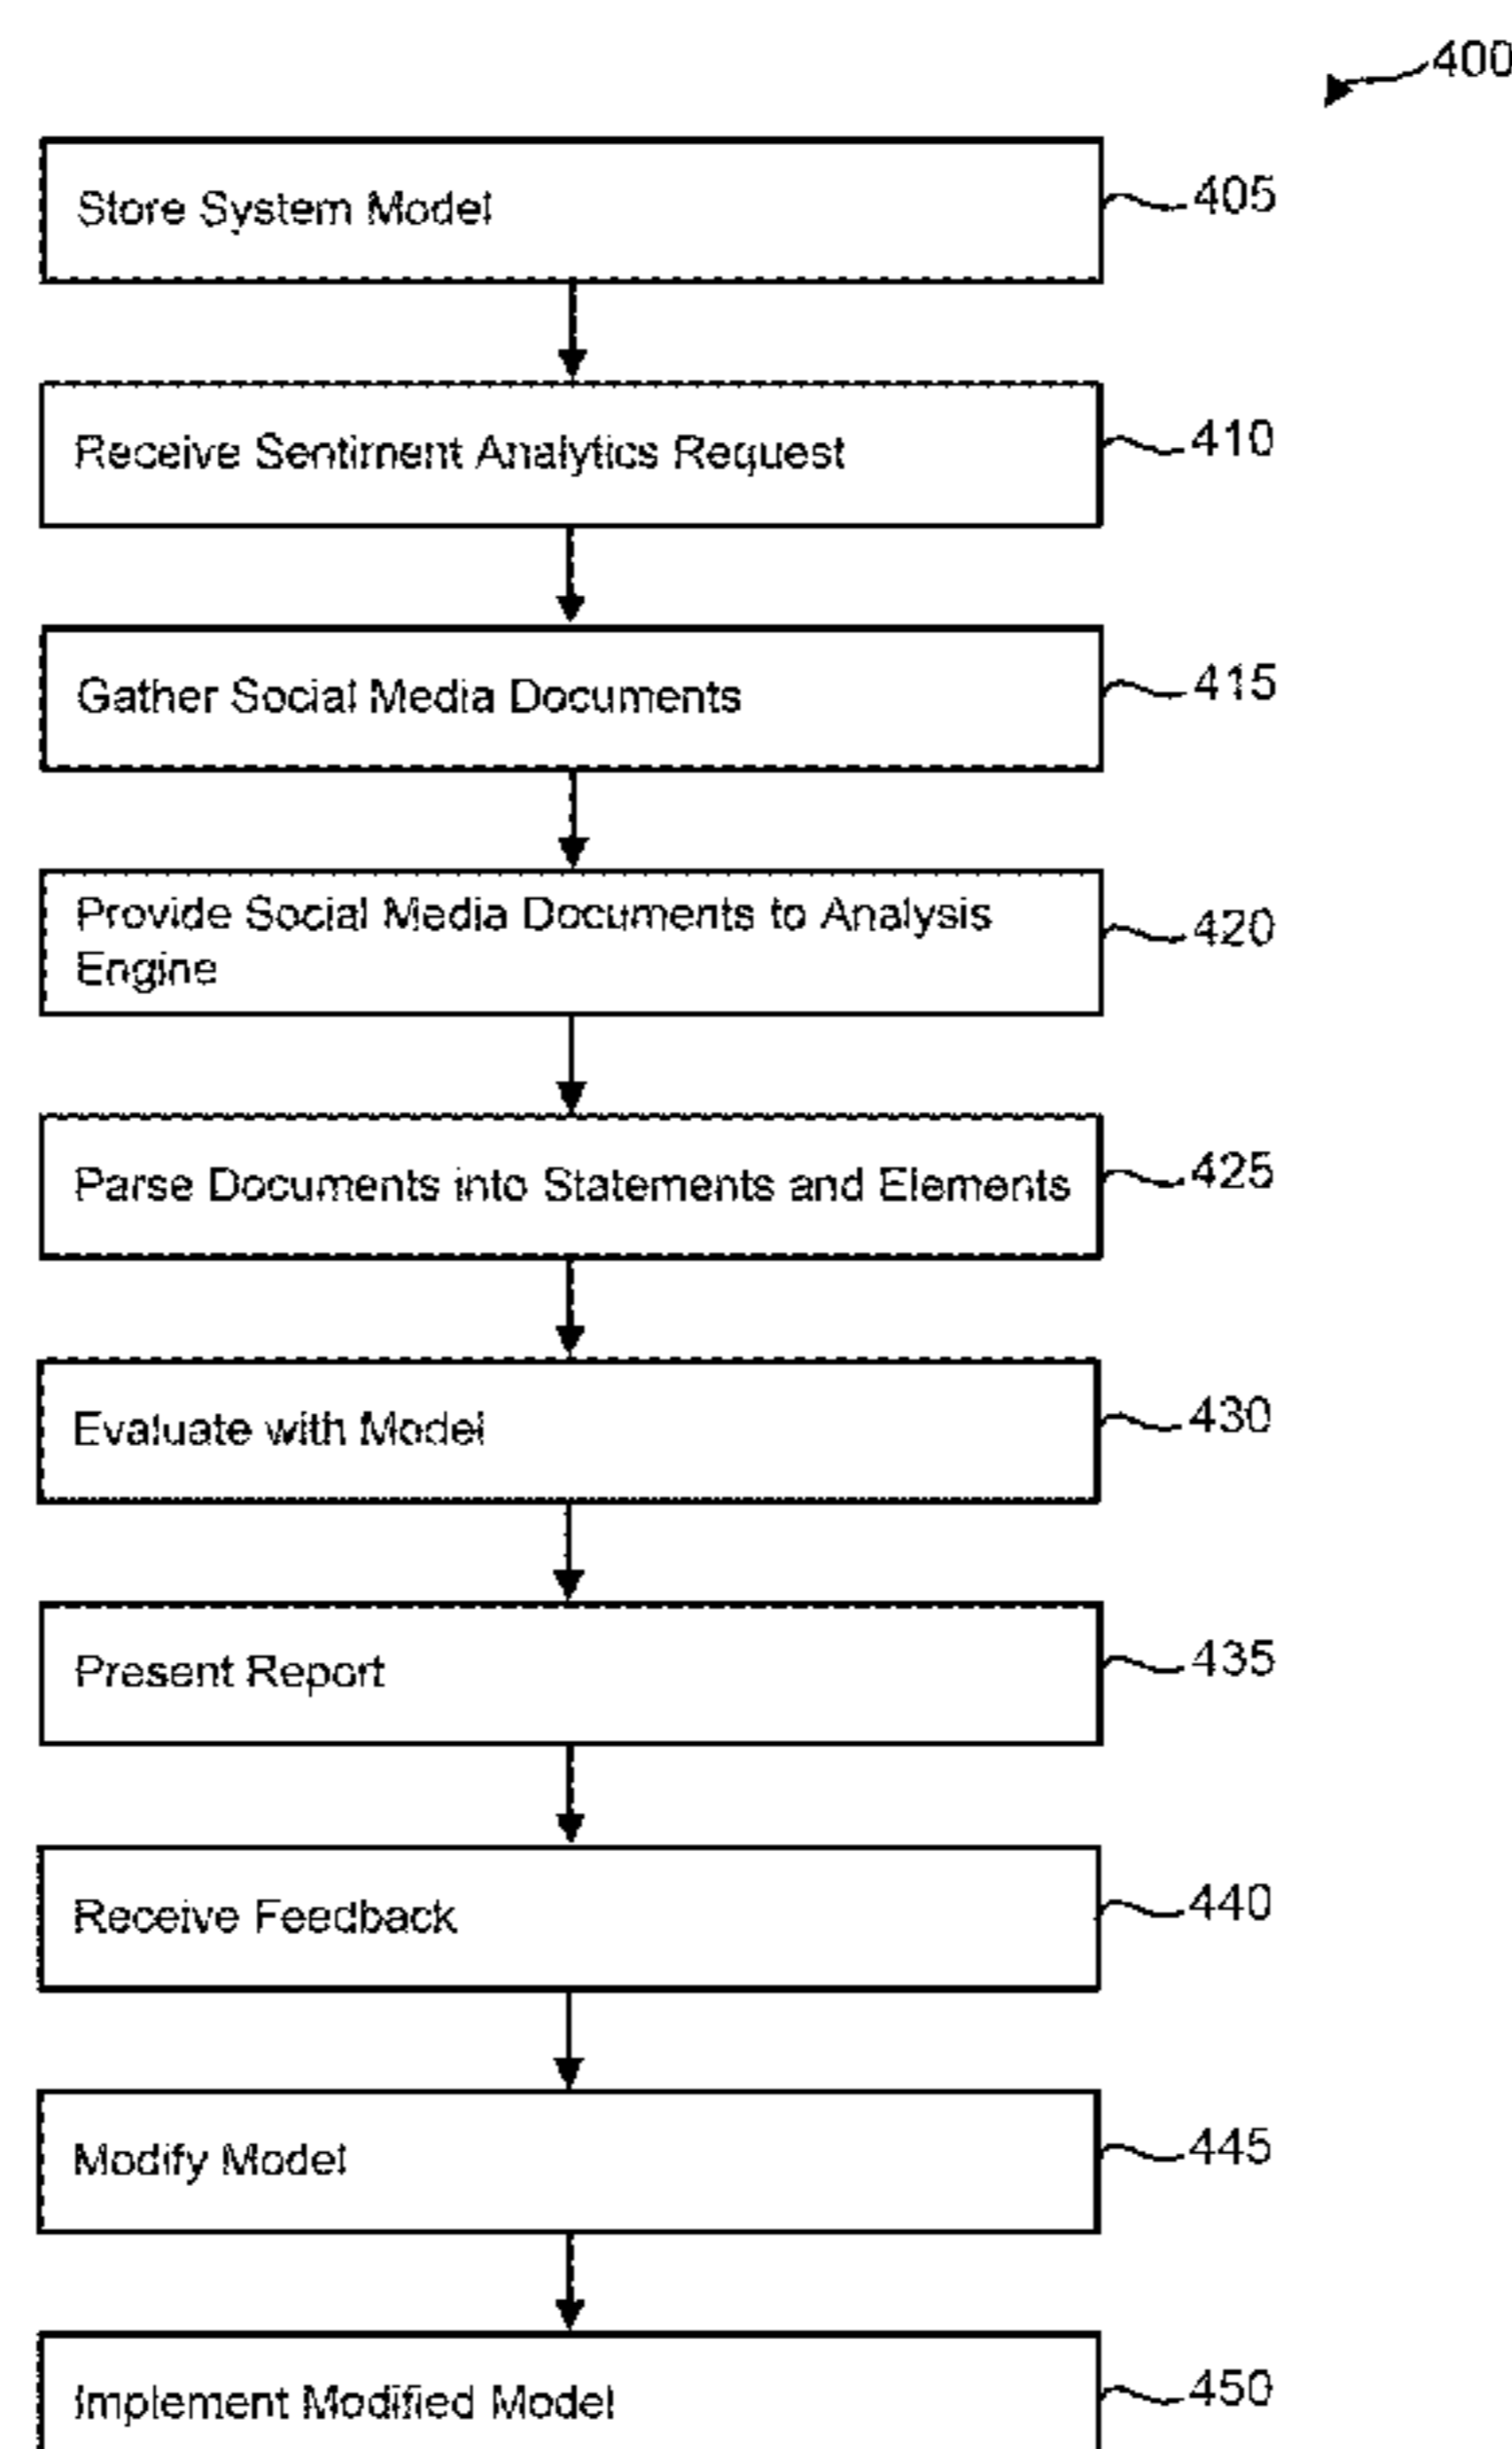 400
Store System Model
405
Receive Sentiment Analytics Request
410
Gather Social Media Documents
415
Provide Social Media Documents to Analysis
Engine
420
Parse Documents into Statements and Elements
425
Evaluate with Model
430
Present Report
435
Receive Feedback
440
Modify Model
445
Implement Modified Model
450